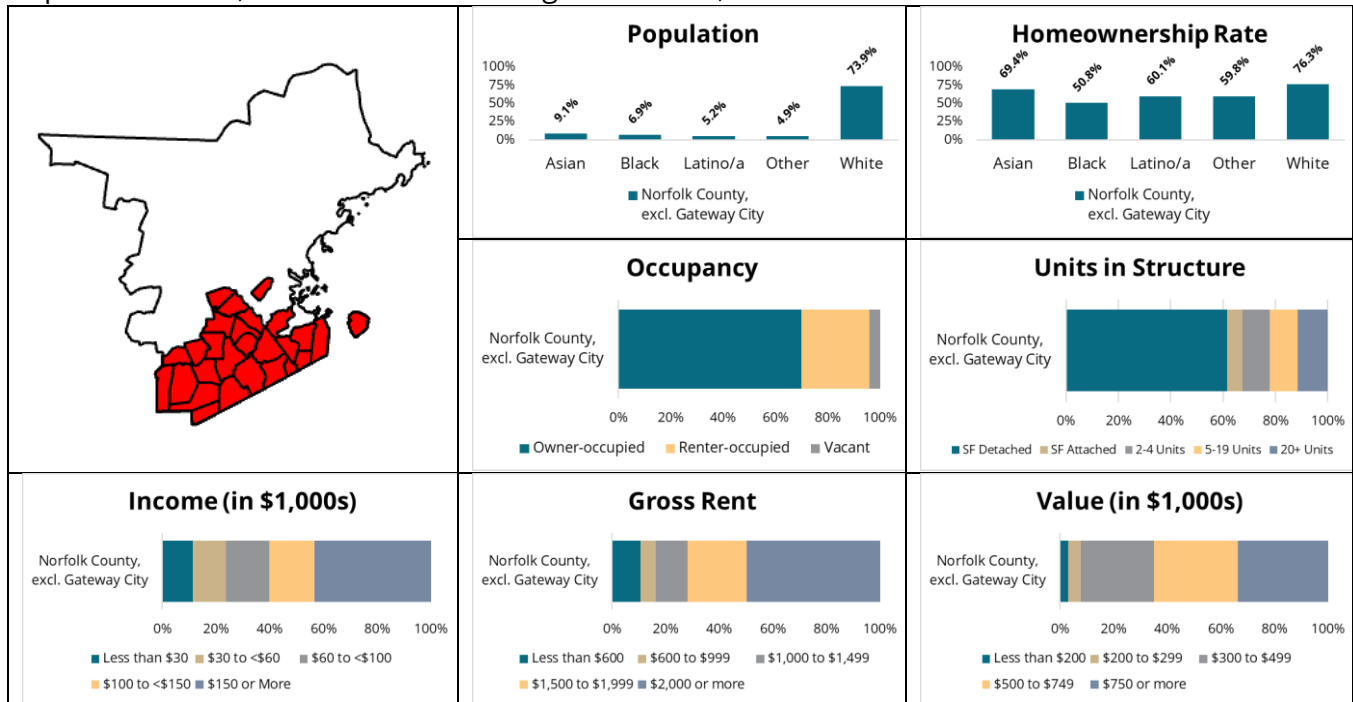 Population
100%
75%
50%
25%
0%
9.1%
6.9%
5.2%
4.9%
73.9%
Asian Black Latino/a Other White
Norfolk County,
excl. Gateway City
Homeownership Rate
100%
75%
50%
25%
0%
69.4%
50.8%
60.1%
59.8%
76.3%
Asian Black Latino/a Other White
Norfolk County,
excl. Gateway City
Occupancy
Norfolk County,
excl. Gateway City
0% 20% 40% 60% 80% 100%
Owner-occupied Renter-occupied Vacant
Units in Structure
Norfolk County,
excl. Gateway City
0% 20% 40% 60% 80% 100%
SF Detached SF Attached 2-4 Units 5-19 Units 20+ Units
Income (in $1,000s)
Norfolk County,
excl. Gateway City
0% 20% 40% 60% 80% 100%
Less than $30 $30 to <$60 $60 to <$100
$100 to <$150 $150 or More
Gross Rent
Norfolk County,
excl. Gateway City
0% 20% 40% 60% 80% 100%
Less than $600 $600 to $999 $1,000 to $1,499
$1,500 to $1,999 $2,000 or more
Value (in $1,000s)
Norfolk County,
excl. Gateway City
0% 20% 40% 60% 80% 100%
Less than $200 $200 to $299 $300 to $499
$500 to $749 $750 or more